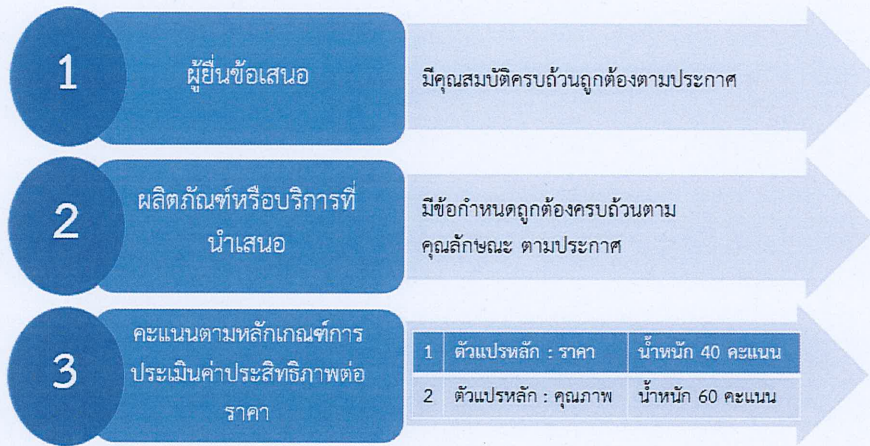 1
ผู้ยื่นข้อเสนอ
มีคุณสมบัติครบถ้วนถูกต้องตามประกาศ
2
ผลิตภัณฑ์หรือบริการที่
นำเสนอ
มีข้อกำหนดถูกต้องครบถ้วนตาม
คุณลักษณะ ตามประกาศ
3
คะแนนตามหลักเกณฑ์การ
ประเมินค่าประสิทธิภาพต่อ
ราคา
1 ตัวแปรหลัก : ราคา น้ำหนัก 40 คะแนน
2 ตัวแปรหลัก : คุณภาพ น้ำหนัก 60 คะแนน